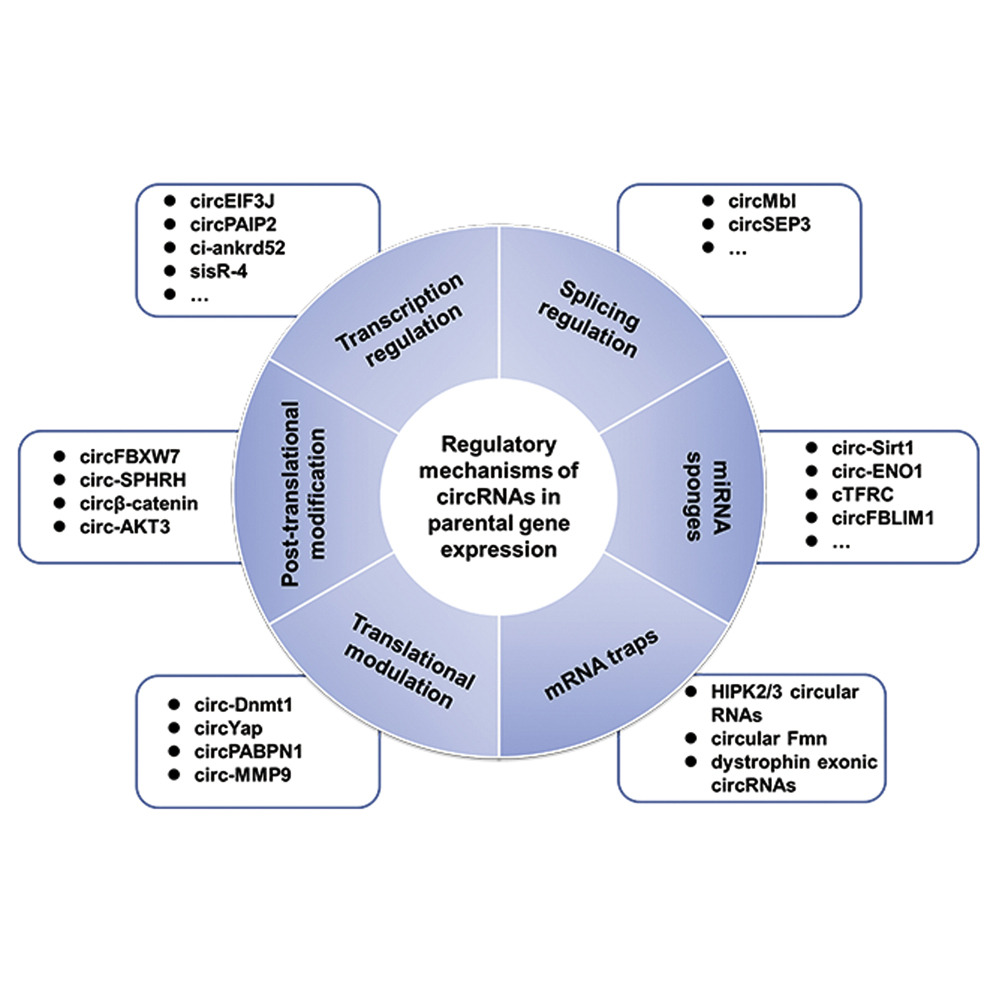 ● circEIF3J
● circPAIP2
● ci-ankrd52
● sisR-4
● ...
● circMbl
● circSEP3
● ...
Transcription
regulation
Splicing
regulation
Post-translational
modification
Regulatory
mechanisms of
circRNAs in
parental gene
expression
miRNA
sponges
● circFBXW7
● circ-SPHRH
● circβ-catenin
● circ-AKT3
● circ-Sirt1
● circ-ENO1
● cTFRC
● circFBLIM1
● ...
Translational
modulation
mRNA traps
● circ-Dnmt1
● circYap
● circPABPN1
● circ-MMP9
● HIPK2/3 circular
RNAs
● circular Fmn
● dystrophin exonic
circRNAs